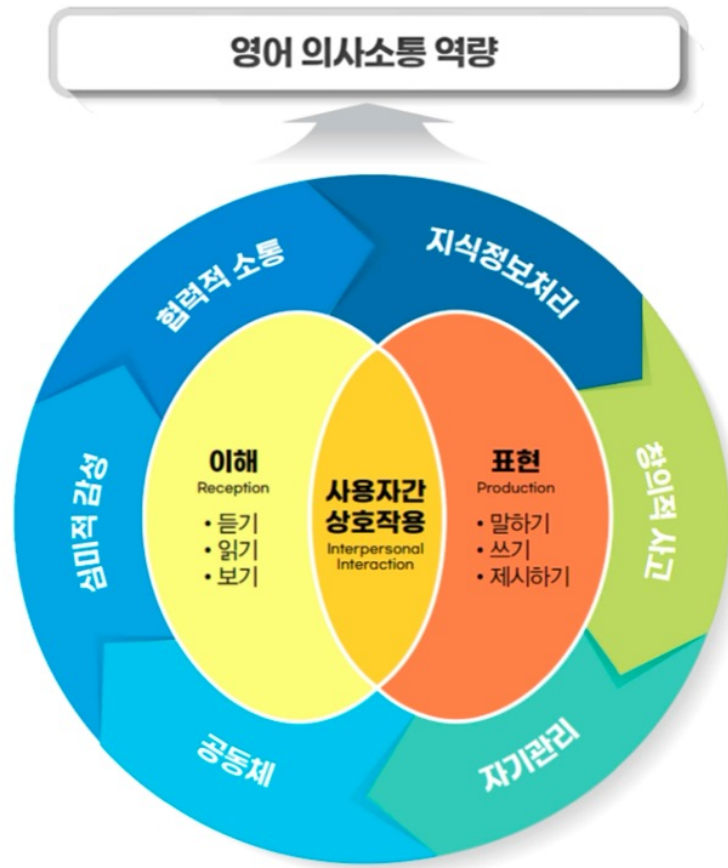 영어 의사소통 역량
협력적 소통
지식정보처리
창의적 사고
자기관리
공동체
심미적 감성
이해
Reception
• 듣기
• 읽기
• 보기
사용자간
상호작용
Interpersonal
Interaction
표현
Production
• 말하기
• 쓰기
• 제시하기